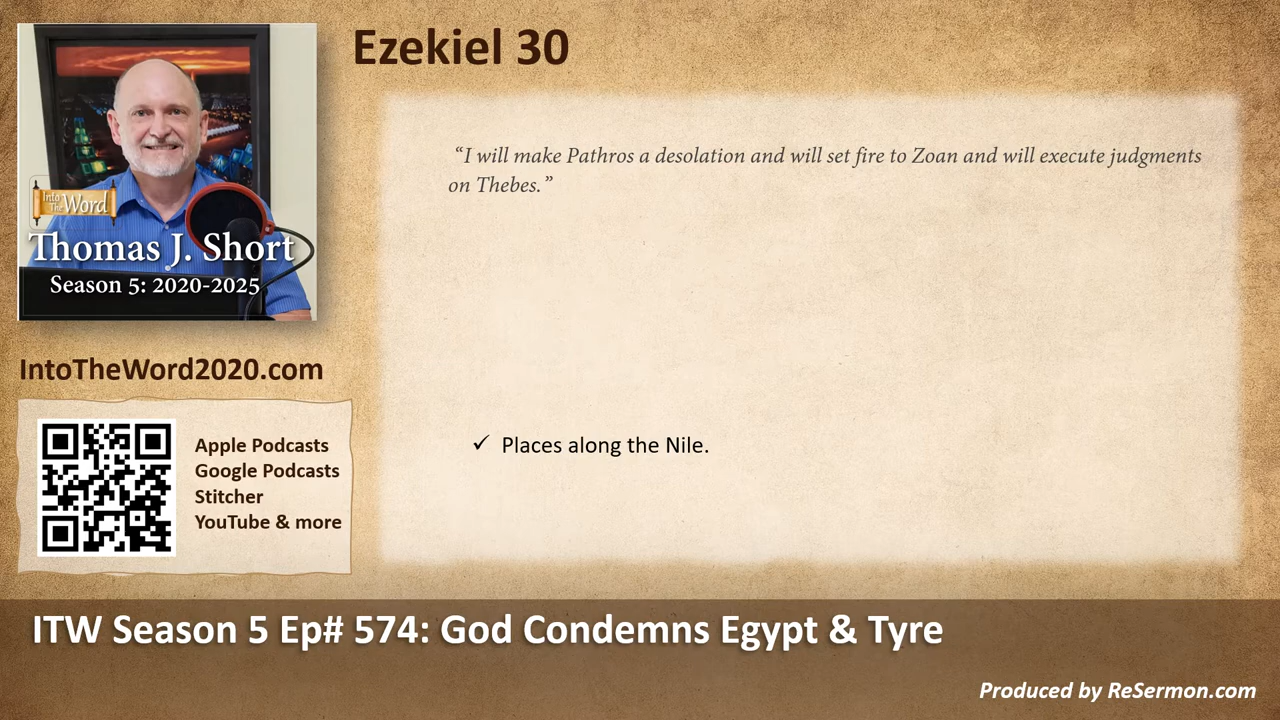 Ezekiel 30
“I will make Pathros a desolation and will set fire to Zoan and will execute judgments
on Thebes.”
✓ Places along the Nile.
Into
The Word
Thomas J. Short
Season 5: 2020-2025
IntoTheWord2020.com
Apple Podcasts
Google Podcasts
Stitcher
YouTube & more
ITW Season 5 Ep# 574: God Condemns Egypt & Tyre
Produced by ReSermon.com